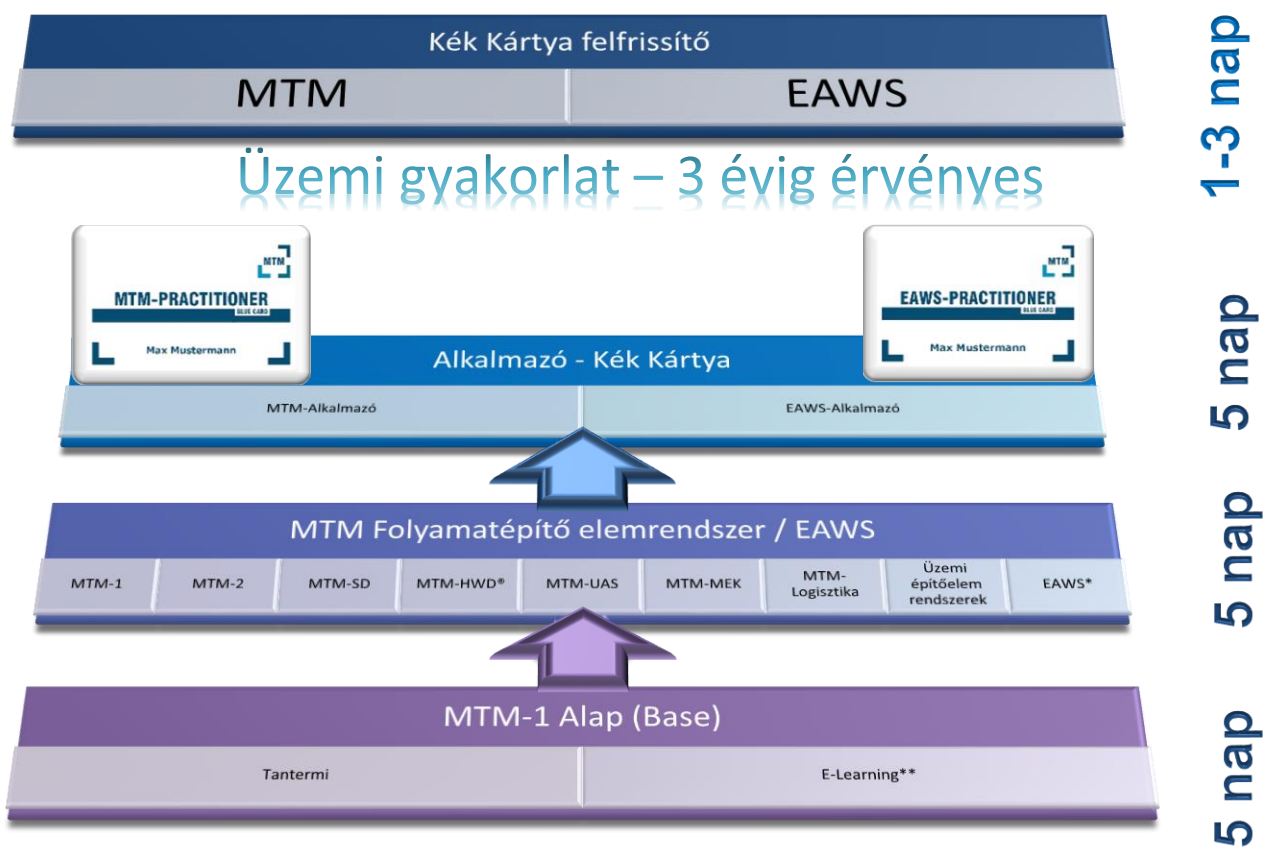 Kék Kártya felfrissítő
MTM
EAWS
1-3 nap
Üzemi gyakorlat – 3 évig érvényes
MTM
MTM-PRACTITIONER
BLUE CARD
Max Mustermann
MTM
EAWS-PRACTITIONER
BLUE CARD
Max Mustermann
Alkalmazó - Kék Kártya
MTM-Alkalmazó
EAWS-Alkalmazó
5 nap
MTM Folyamatépítő elemrendszer / EAWS
MTM-1
MTM-2
MTM-SD
MTM-HWD®
MTM-UAS
MTM-MEK
MTM-
Logisztika
Üzemi
építőelem
rendszerek
EAWS*
5 nap
MTM-1 Alap (Base)
Tantermi
E-Learning**
5 nap